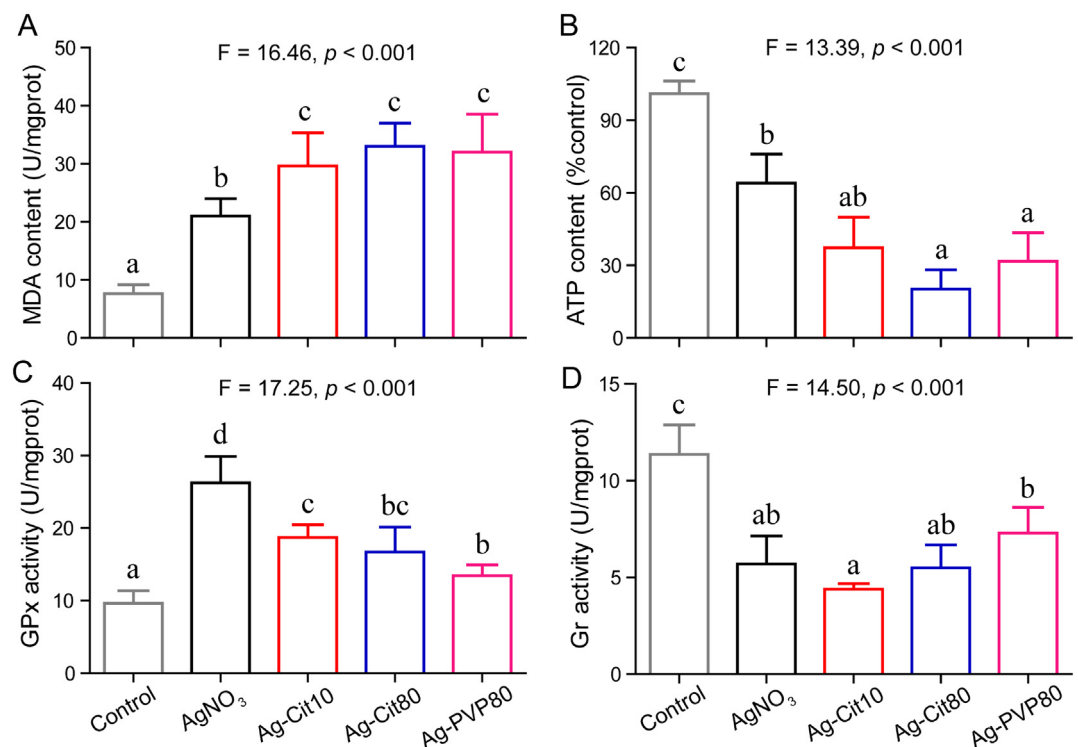 A
F = 16.46, p < 0.001
MDA content (U/mgprot)
50
40
30
20
10
0
a
b
c
c
c
B
F = 13.39, p < 0.001
ATP content (%control)
120
90
60
30
0
c
b
ab
a
a
C
F = 17.25, p < 0.001
GPx activity (U/mgprot)
40
30
20
10
0
a
d
c
bc
b
Control
AgNO₃
Ag-Cit10
Ag-Cit80
Ag-PVP80
D
F = 14.50, p < 0.001
Gr activity (U/mgprot)
15
10
5
0
c
ab
a
ab
b
Control
AgNO₃
Ag-Cit10
Ag-Cit80
Ag-PVP80